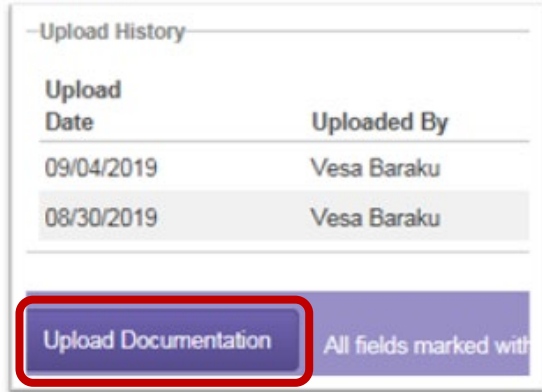 Upload History
Upload
Date Uploaded By
09/04/2019 Vesa Baraku
08/30/2019 Vesa Baraku
Upload Documentation All fields marked with